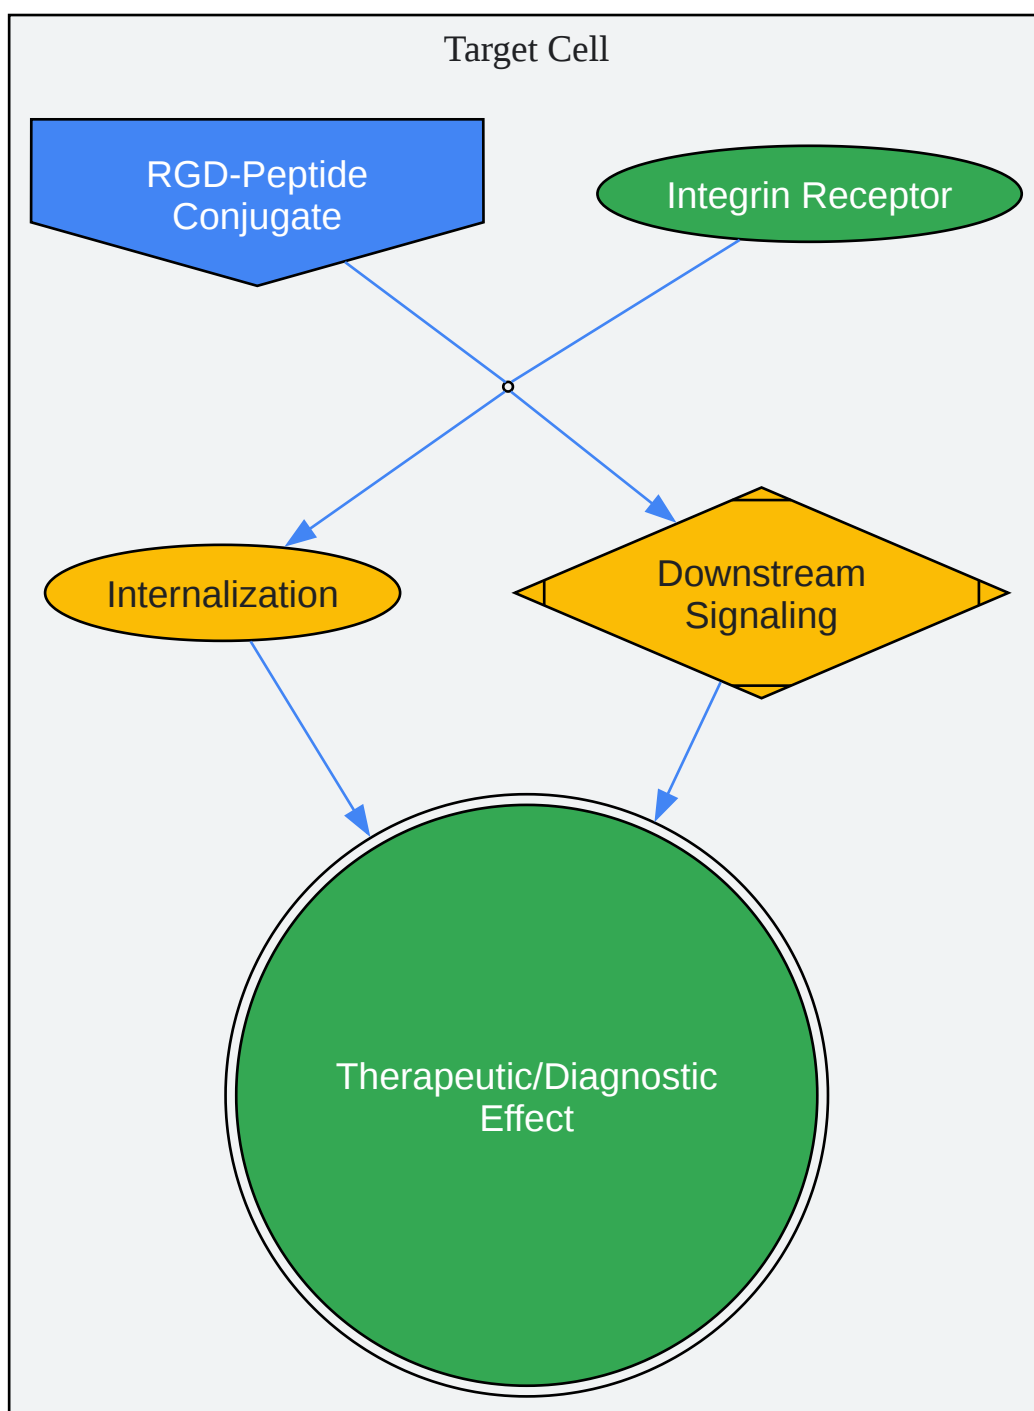 Target Cell
RGD-Peptide
Conjugate
Integrin Receptor
Internalization
Downstream
Signaling
Therapeutic/Diagnostic
Effect